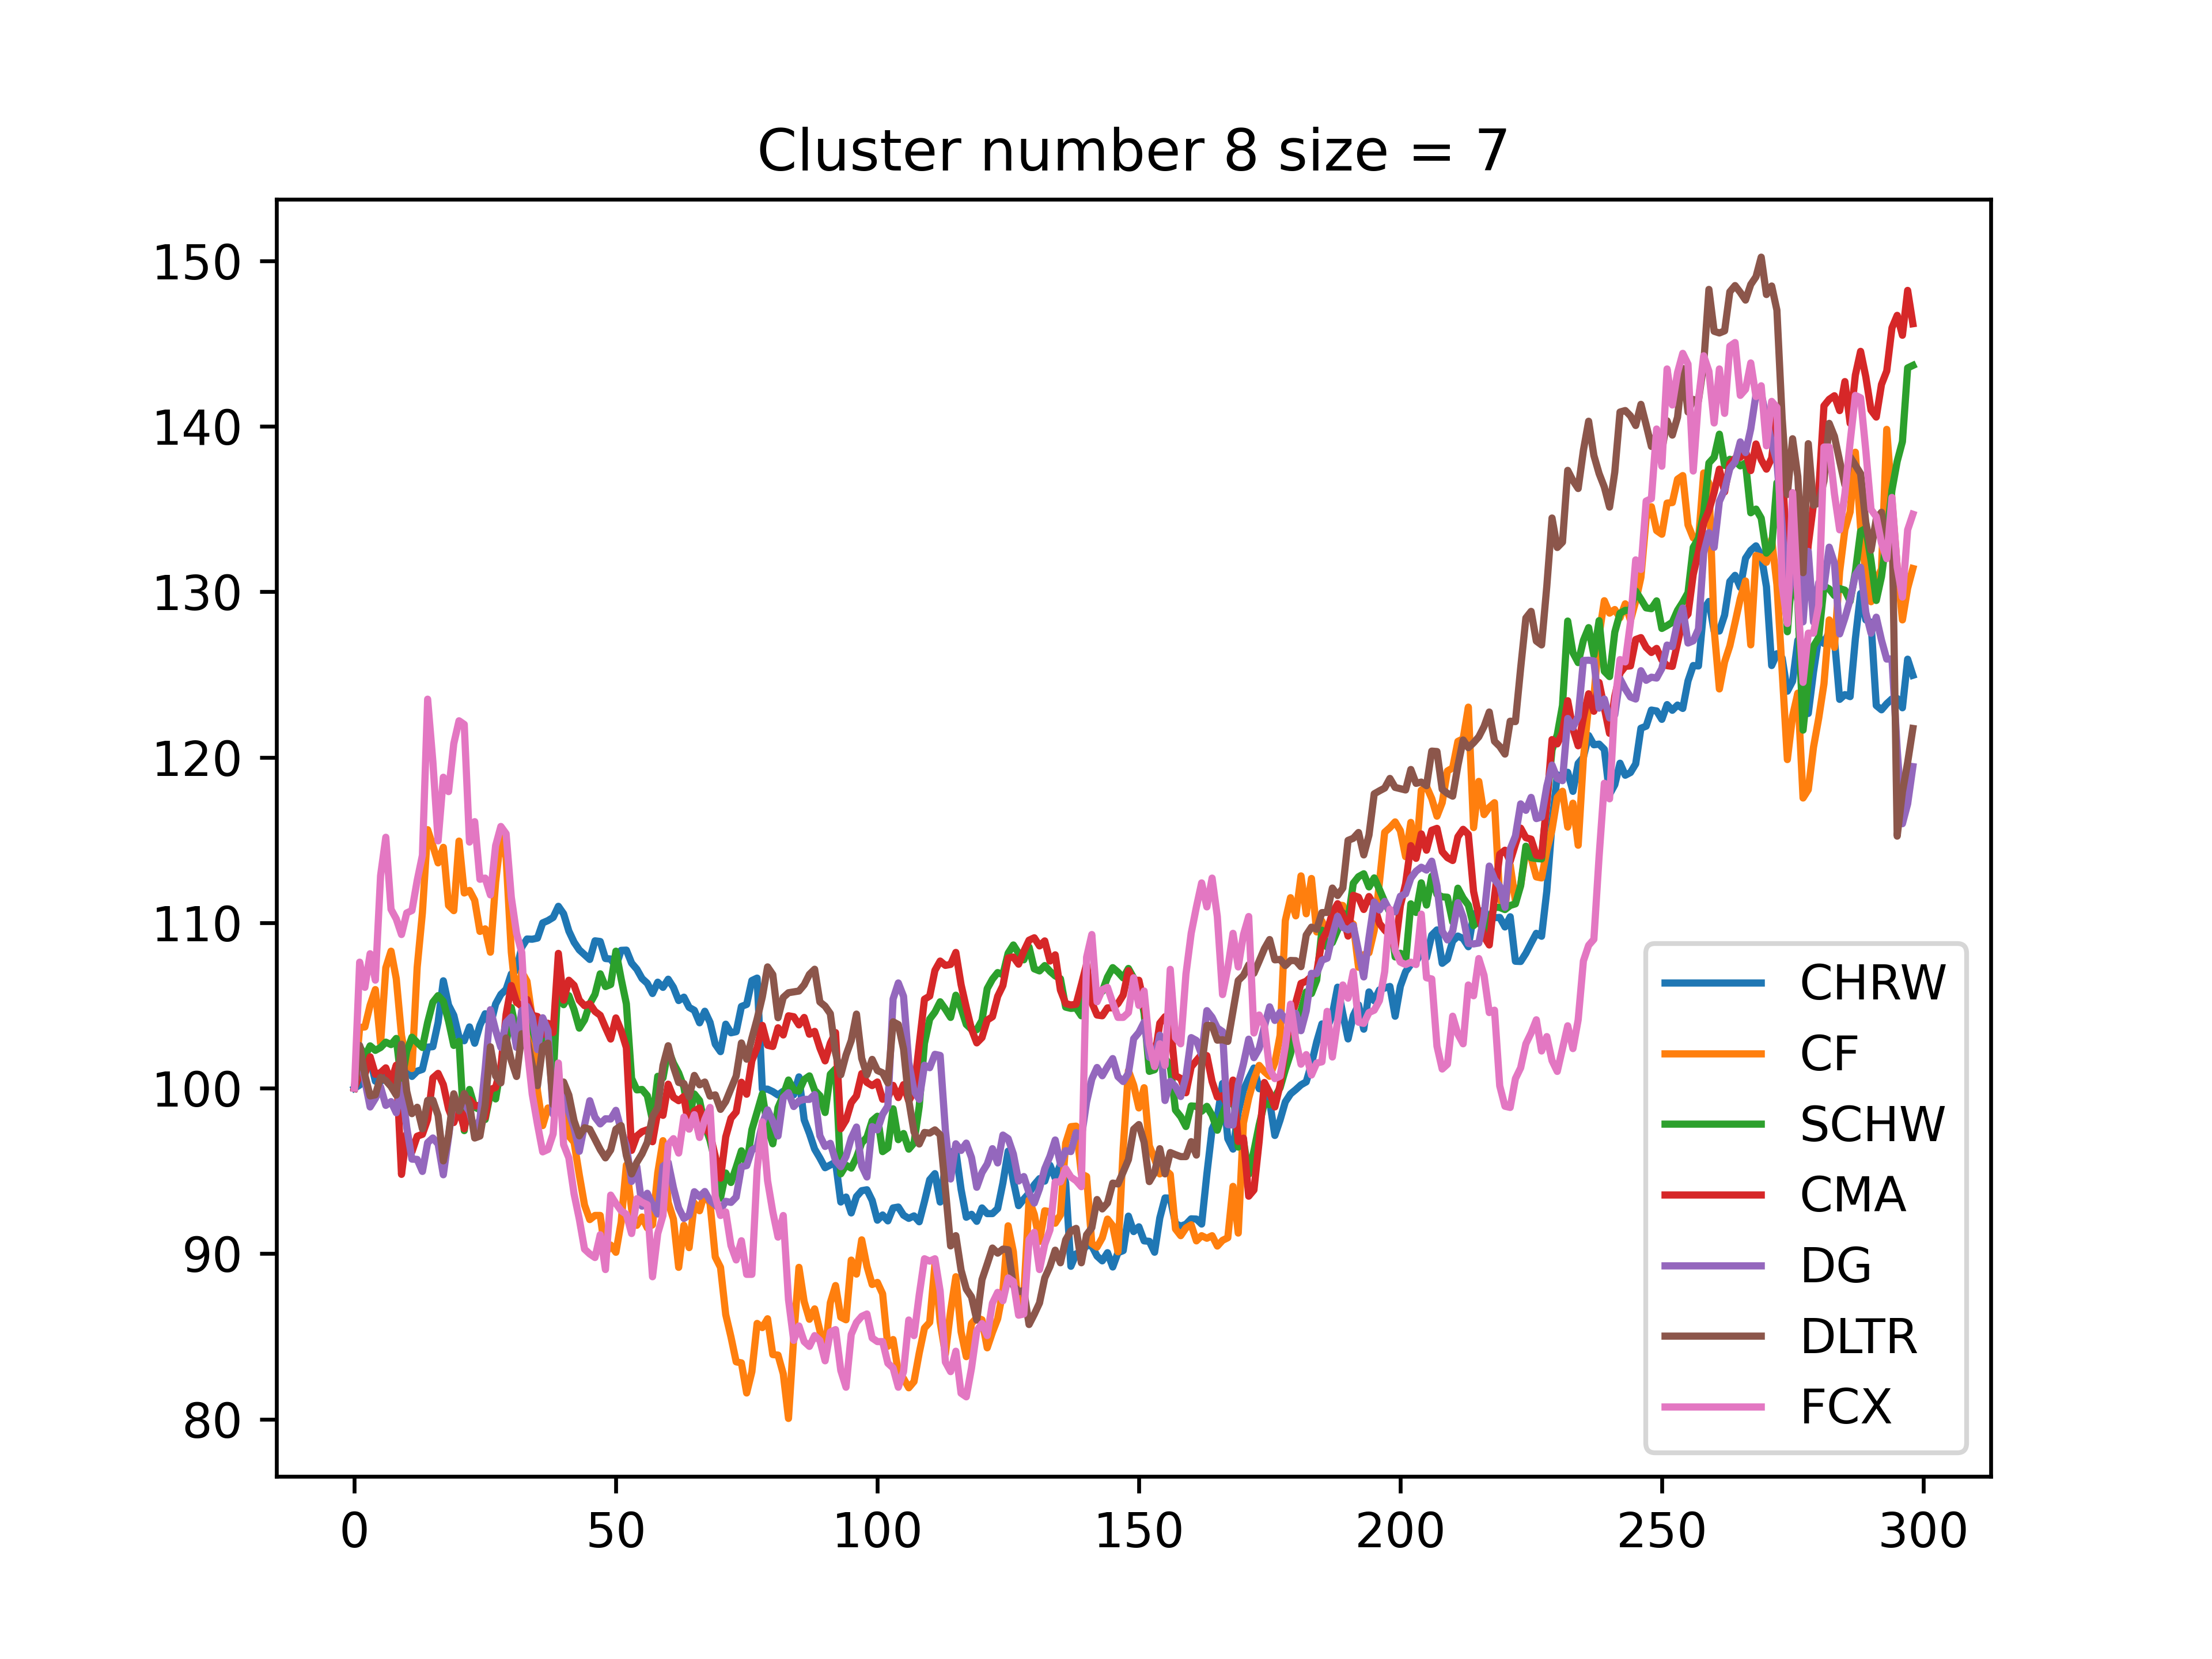 Cluster number 8 size = 7
150
140
130
120
110
100
90
80
0 50 100 150 200 250 300
CHRW
CF
SCHW
CMA
DG
DLTR
FCX